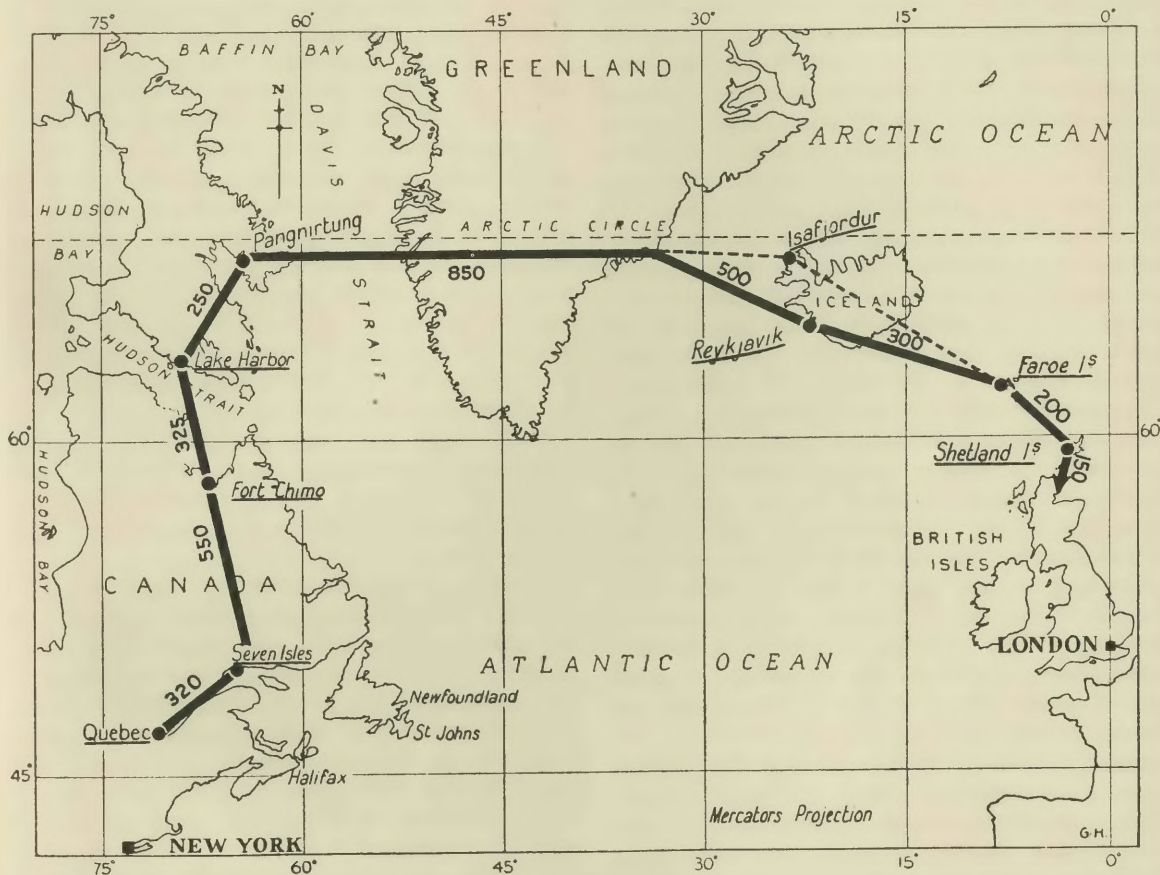 75°
60°
45°
30°
15°
0°
BAFFIN BAY
GREENLAND
N
DAVIS
STRAIT
ARCTIC OCEAN
HUDSON
BAY
ARCTIC CIRCLE
Pangnirtung
Isafjordur
850
500
250
ICELAND
Reykjavik
300
Lake Harbor
HUDSON
STRAIT
Faroe Is
200
325
60°
Shetland Is
150
HUDSON BAY
Fort Chimo
550
BRITISH
ISLES
CANADA
Seven Isles
ATLANTIC OCEAN
LONDON
320
Newfoundland
Quebec
St Johns
45°
Halifax
Mercators Projection
NEW YORK
G.H.
75°
60°
45°
30°
15°
0°